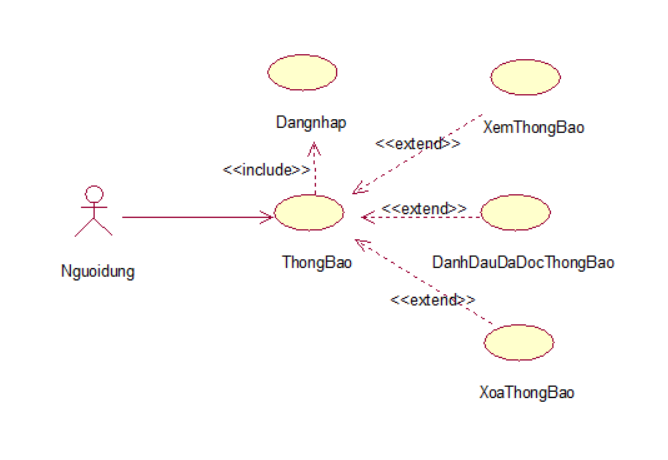 Dangnhap
XemThongBao
<<extend>>
<<include>>
<<extend>>
Nguoidung
ThongBao
DanhDauDaDocThongBao
<<extend>>
XoaThongBao